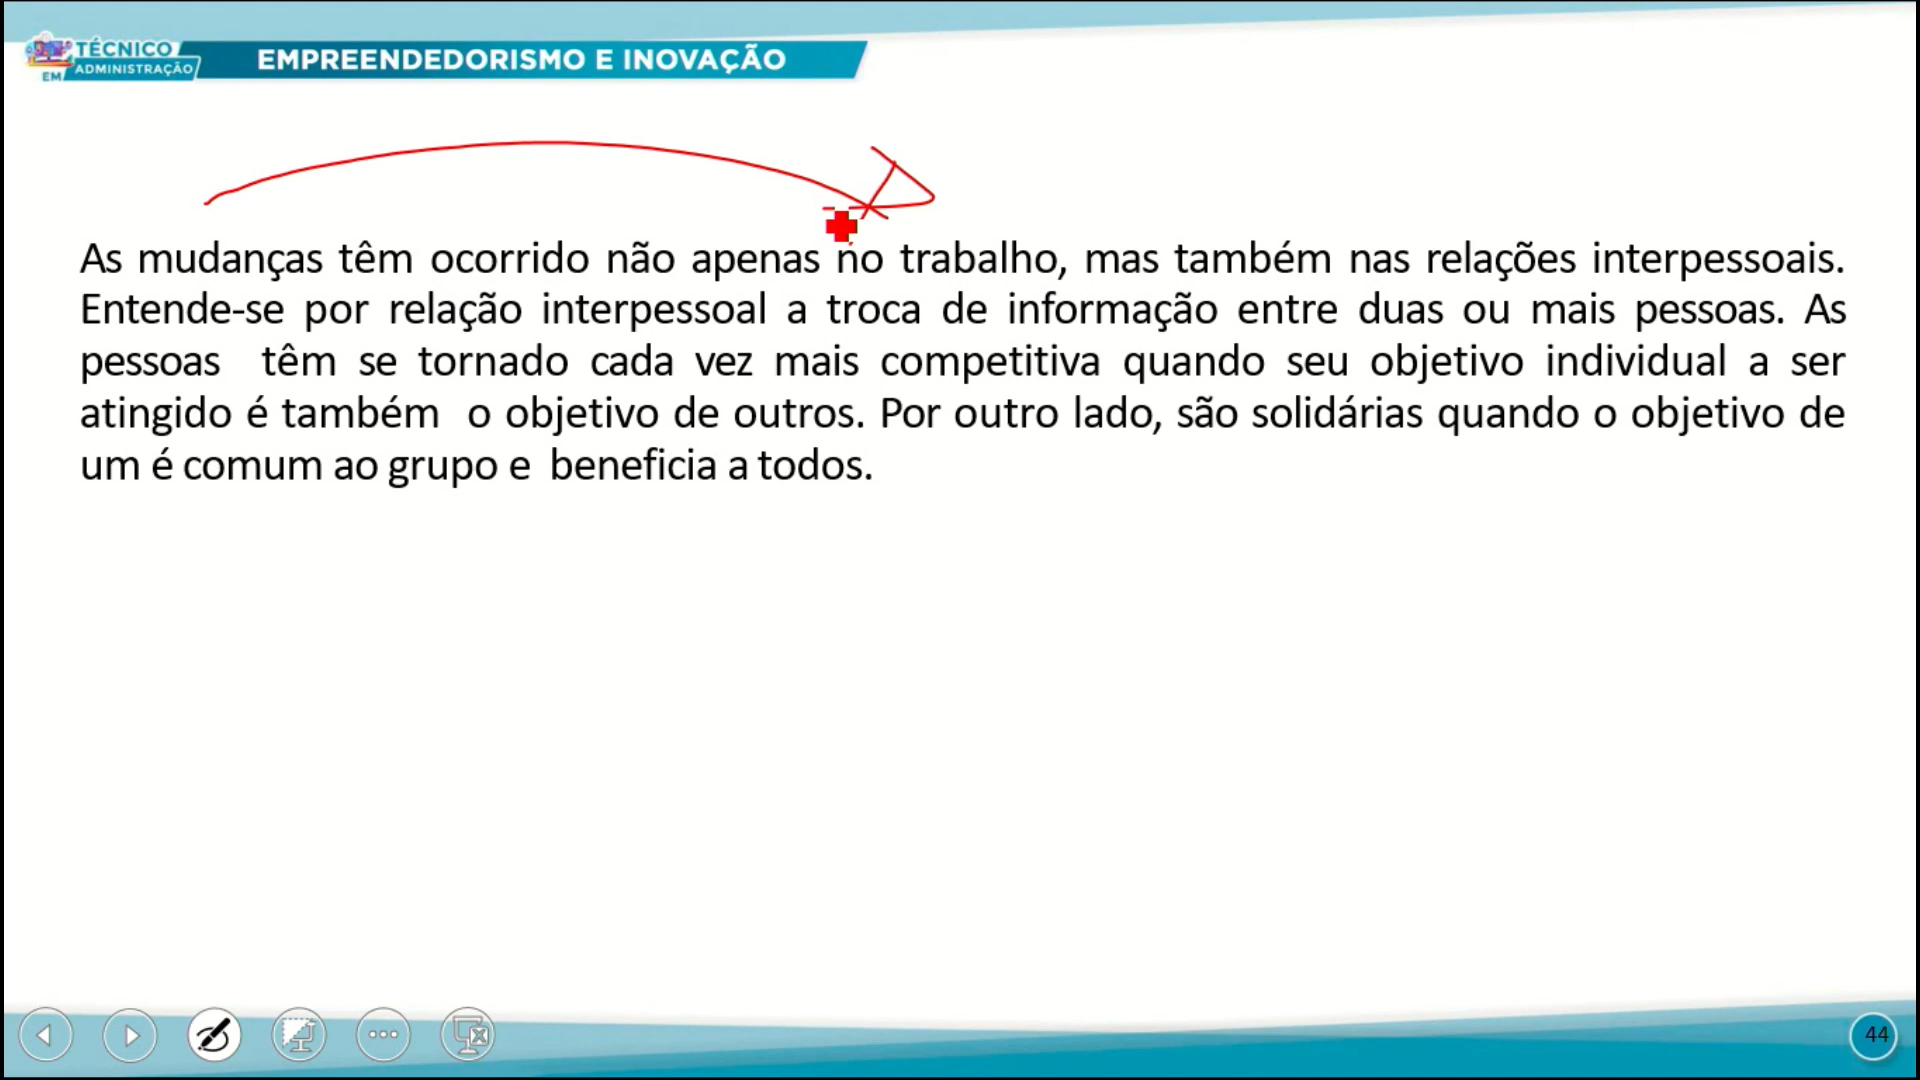 TÉCNICO
EM ADMINISTRAÇÃO
EMPREENDEDORISMO E INOVAÇÃO
As mudanças têm ocorrido não apenas no trabalho, mas também nas relações interpessoais.
Entende-se por relação interpessoal a troca de informação entre duas ou mais pessoas. As
pessoas têm se tornado cada vez mais competitiva quando seu objetivo individual a ser
atingido é também o objetivo de outros. Por outro lado, são solidárias quando o objetivo de
um é comum ao grupo e beneficia a todos.
44